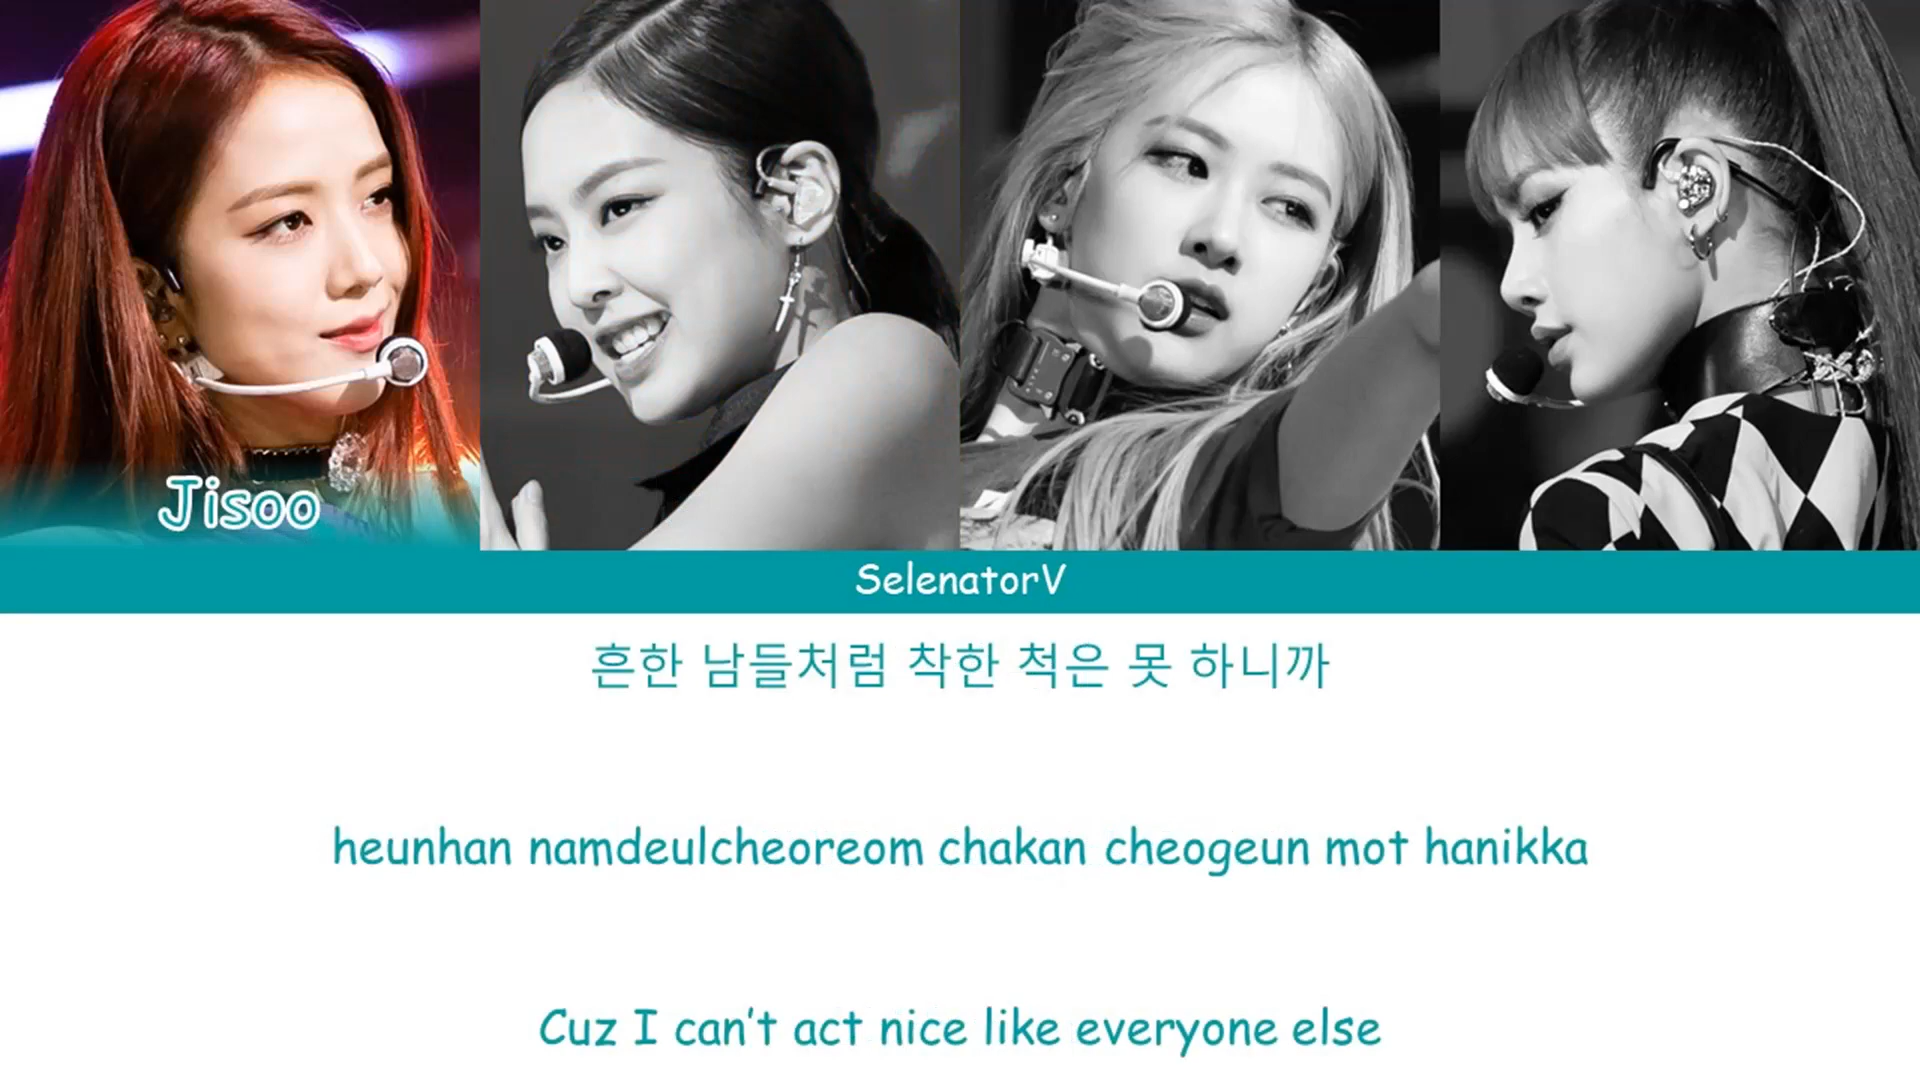 Jisoo
SelenatorV
흔한 남들처럼 착한 척은 못 하니까
heunhan namdeulcheoreom chakan cheogeun mot hanikka
Cuz I can't act nice like everyone else